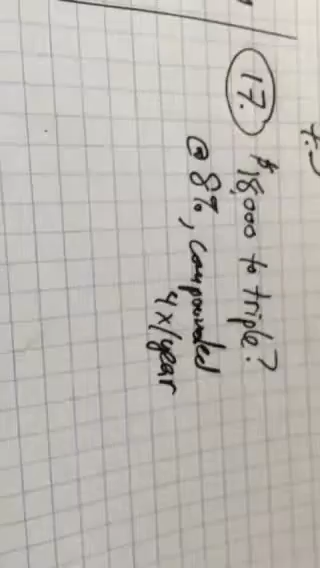 17. $18,000 to triple?
@ 8%, compounded
4x/year